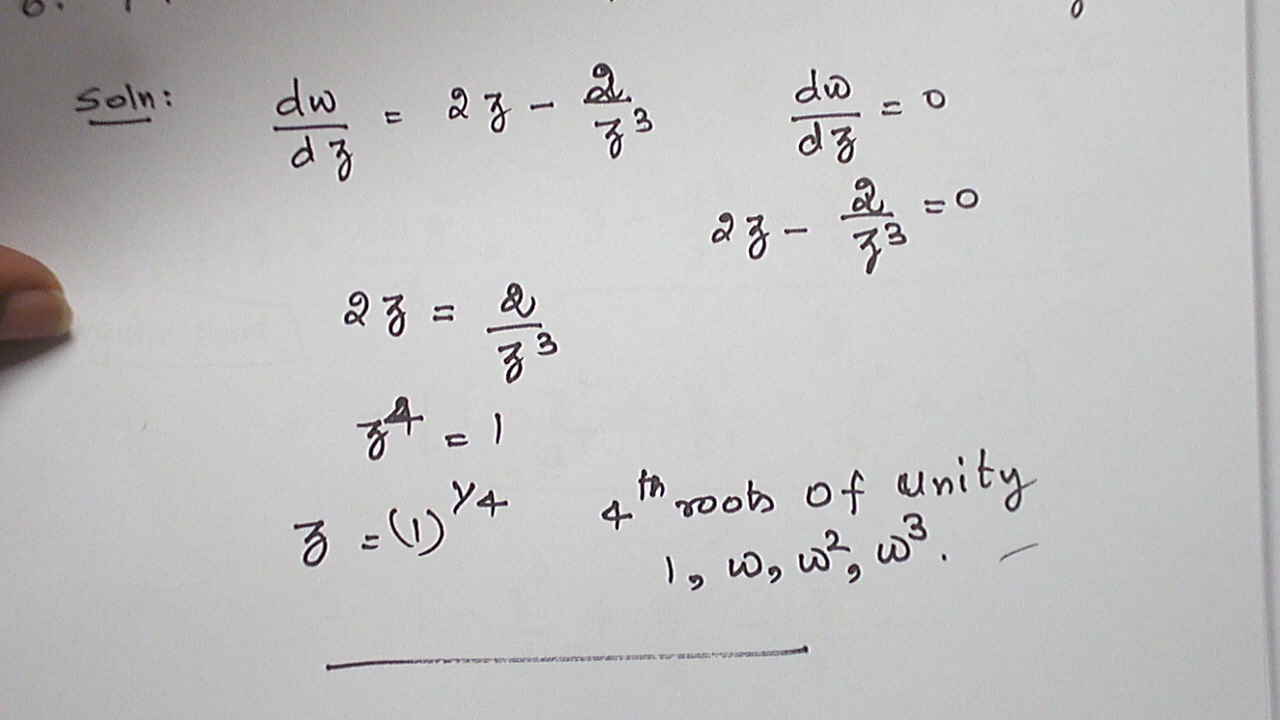 Soln: dw/dz = 2z - 2/z³ dw/dz = 0
2z - 2/z³ = 0
2z = 2/z³
z⁴ = 1
z = (1)^1/4 4th roots of unity
1, ω, ω², ω³.